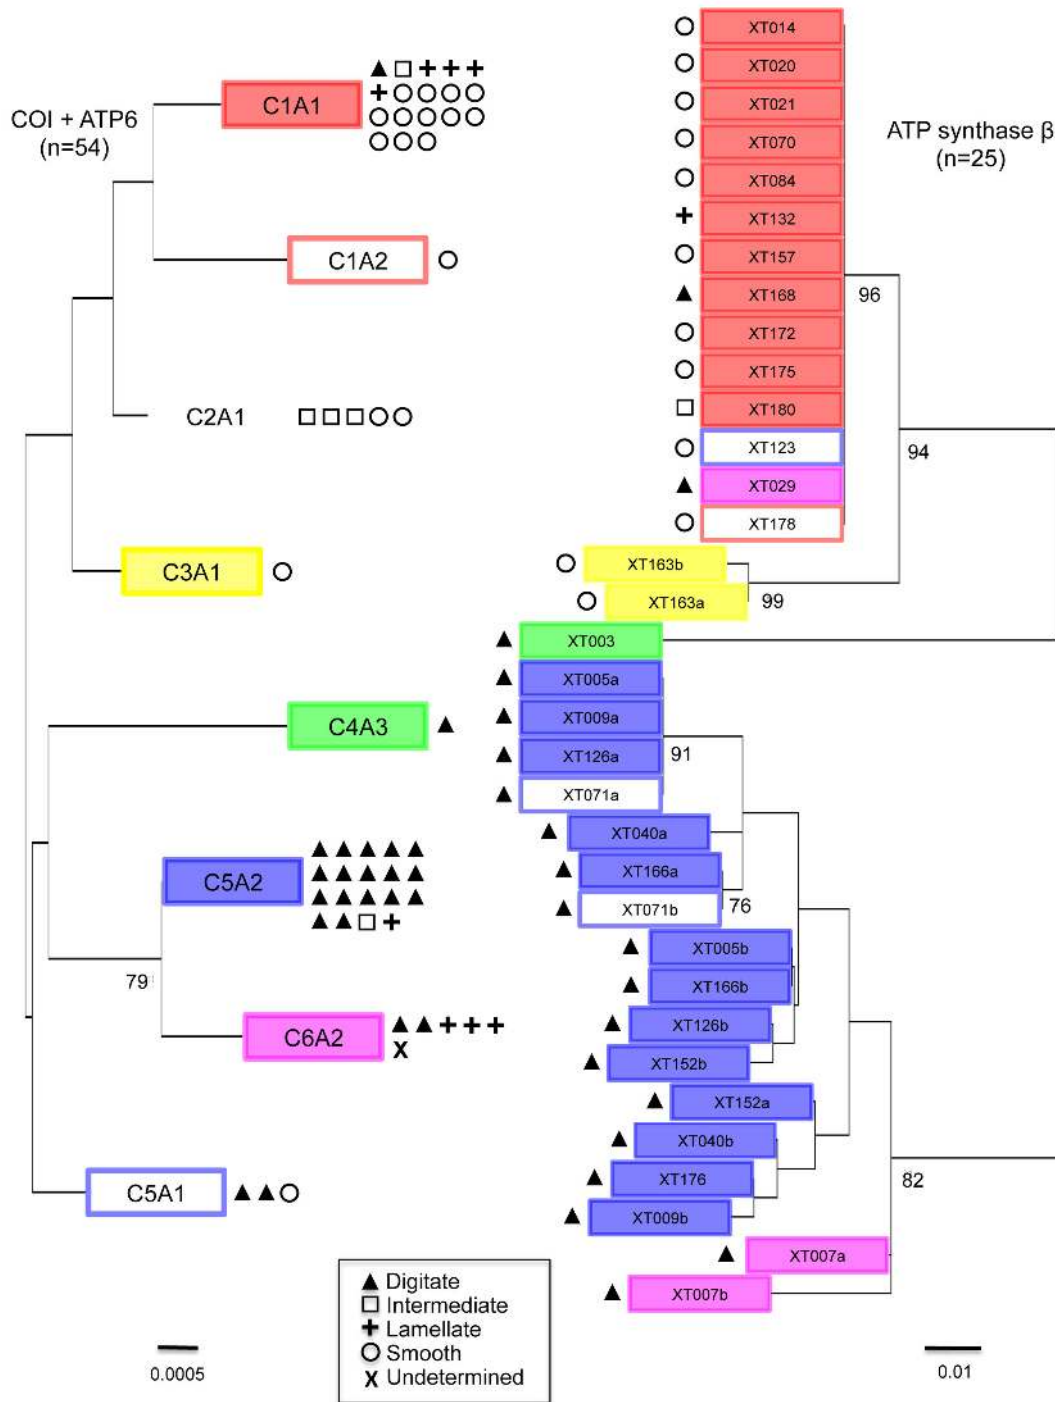 COI + ATP6
(n=54)
C1A1
C1A2
C2A1
C3A1
C4A3
C5A2
79
C6A2
X
C5A1
0.0005
▲ Digitate
□ Intermediate
+ Lamellate
○ Smooth
X Undetermined
ATP synthase β
(n=25)
XT014
XT020
XT021
XT070
XT084
XT132
XT157
XT168
96
XT172
XT175
XT180
XT123
94
XT029
XT178
XT163b
XT163a
99
XT003
XT005a
XT009a
XT126a
91
XT071a
XT040a
XT166a
XT071b
76
XT005b
XT166b
XT126b
XT152b
XT152a
XT040b
XT176
82
XT009b
XT007a
XT007b
0.01